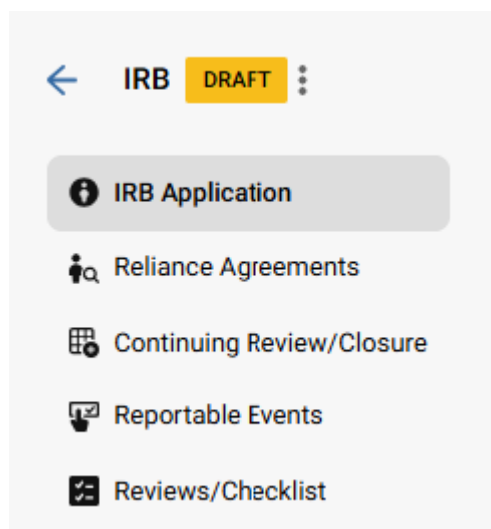 IRB DRAFT
IRB Application
Reliance Agreements
Continuing Review/Closure
Reportable Events
Reviews/Checklist